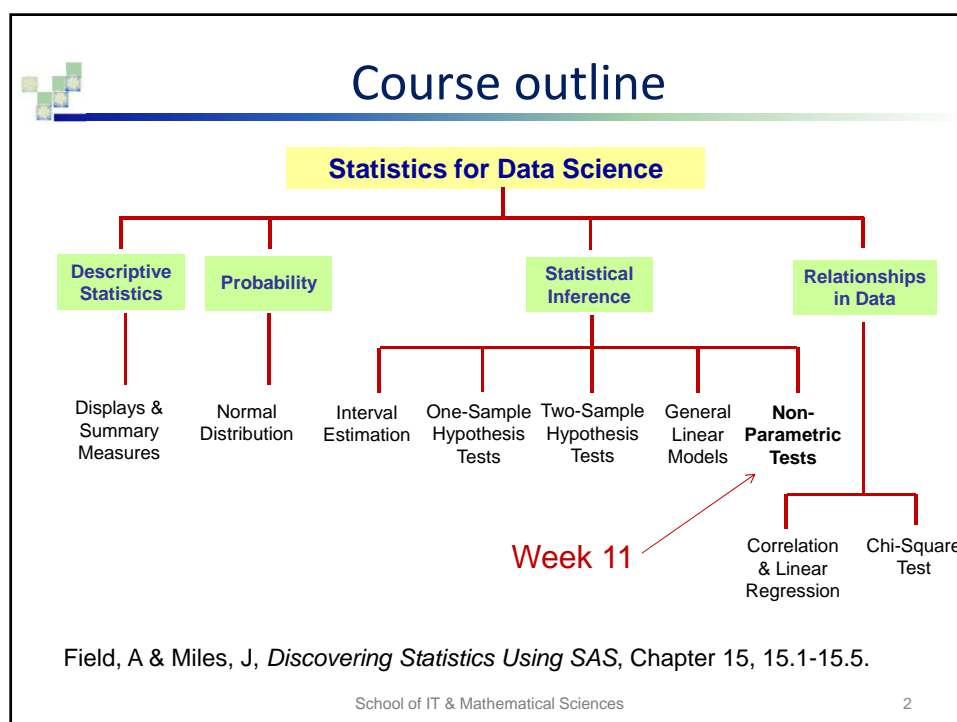 Course outline
Statistics for Data Science
Descriptive
Statistics
Probability
Statistical
Inference
Relationships
in Data
Displays &
Summary
Measures
Normal
Distribution
Interval
Estimation
One-Sample
Hypothesis
Tests
Two-Sample
Hypothesis
Tests
General
Linear
Models
Non-
Parametric
Tests
Week 11
Correlation
& Linear
Regression
Chi-Square
Test
Field, A & Miles, J, Discovering Statistics Using SAS, Chapter 15, 15.1-15.5.
School of IT & Mathematical Sciences
2